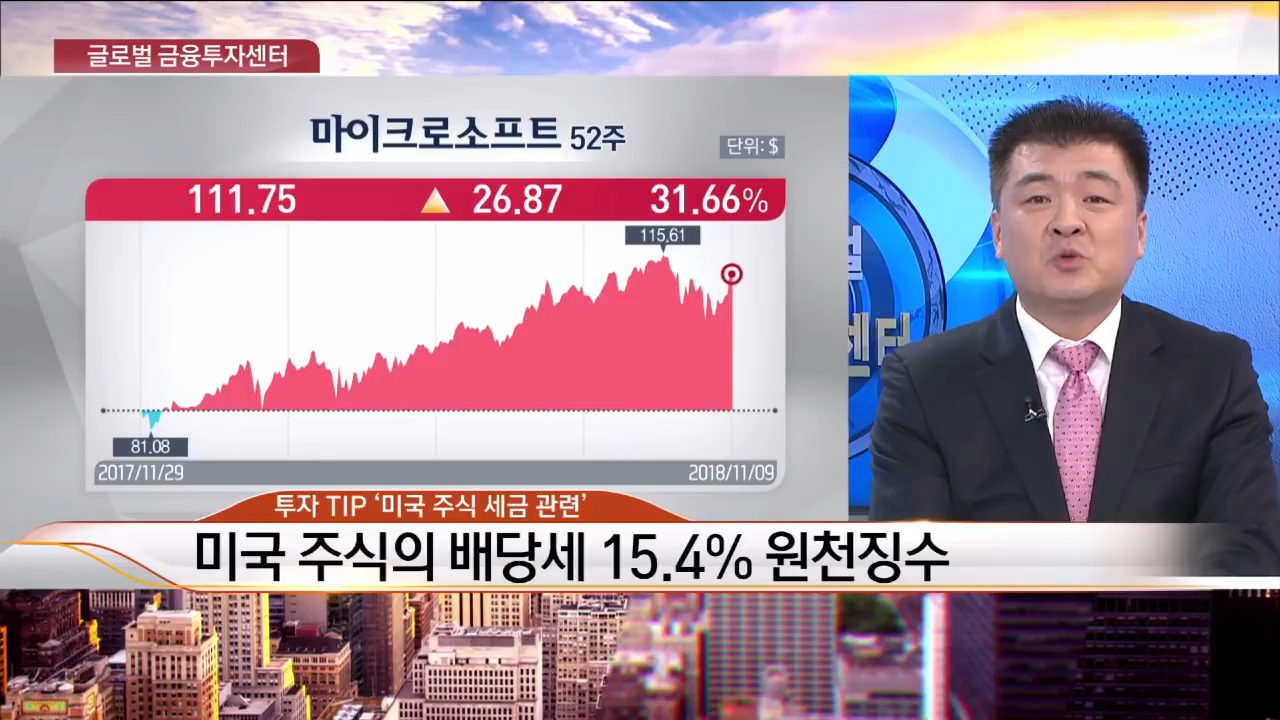 글로벌 금융투자센터
마이크로소프트 52주
단위: $
111.75 ▲ 26.87 31.66%
115.61
81.08
2017/11/29 2018/11/09
센터
투자 TIP ‘미국 주식 세금 관련’
미국 주식의 배당세 15.4% 원천징수